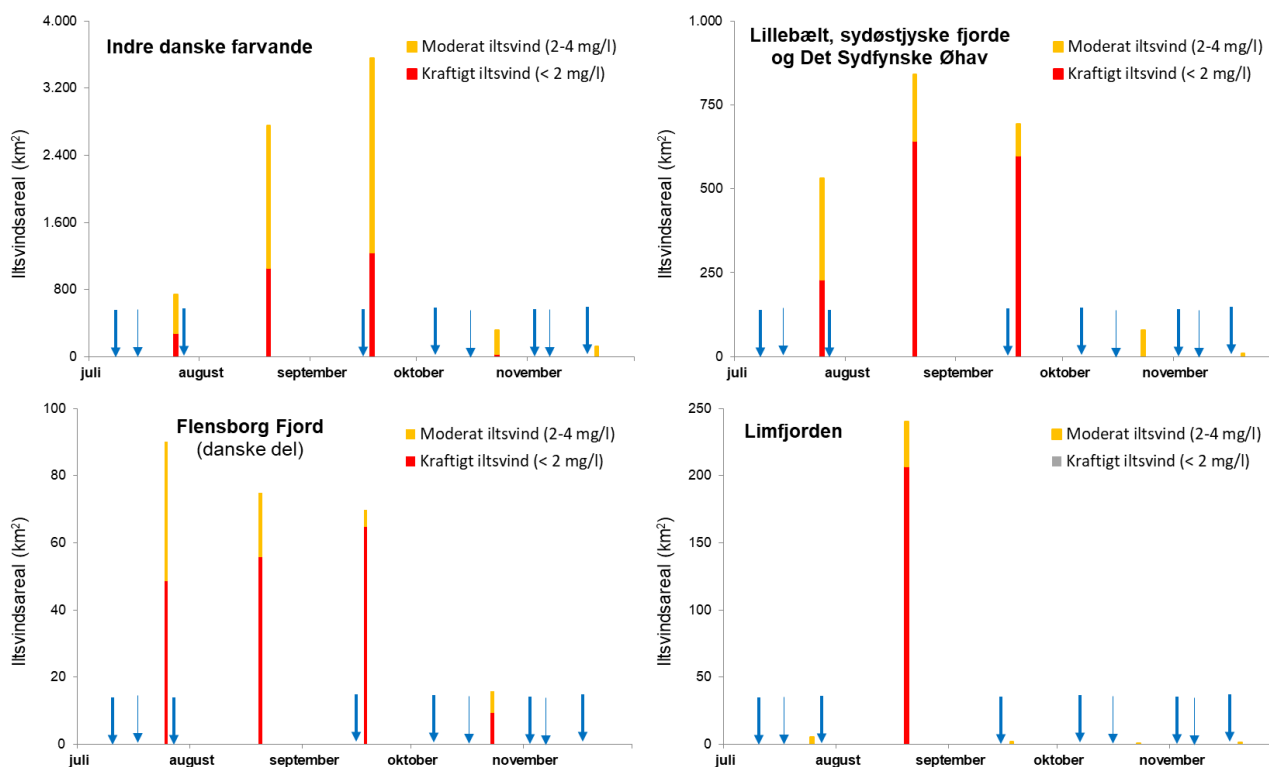 Indre danske farvande
Moderat iltsvind (2-4 mg/l)
Kraftigt iltsvind (< 2 mg/l)
Iltsvindsareal (km²)
4.000
3.200
2.400
1.600
800
0
juli august september oktober november
Lillebælt, sydøstjyske fjorde
og Det Sydfynske Øhav
Moderat iltsvind (2-4 mg/l)
Kraftigt iltsvind (< 2 mg/l)
Iltsvindsareal (km²)
1.000
750
500
250
0
juli august september oktober november
Flensborg Fjord
(danske del)
Moderat iltsvind (2-4 mg/l)
Kraftigt iltsvind (< 2 mg/l)
Iltsvindsareal (km²)
100
80
60
40
20
0
juli august september oktober november
Limfjorden
Moderat iltsvind (2-4 mg/l)
Kraftigt iltsvind (< 2 mg/l)
Iltsvindsareal (km²)
250
200
150
100
50
0
juli august september oktober november